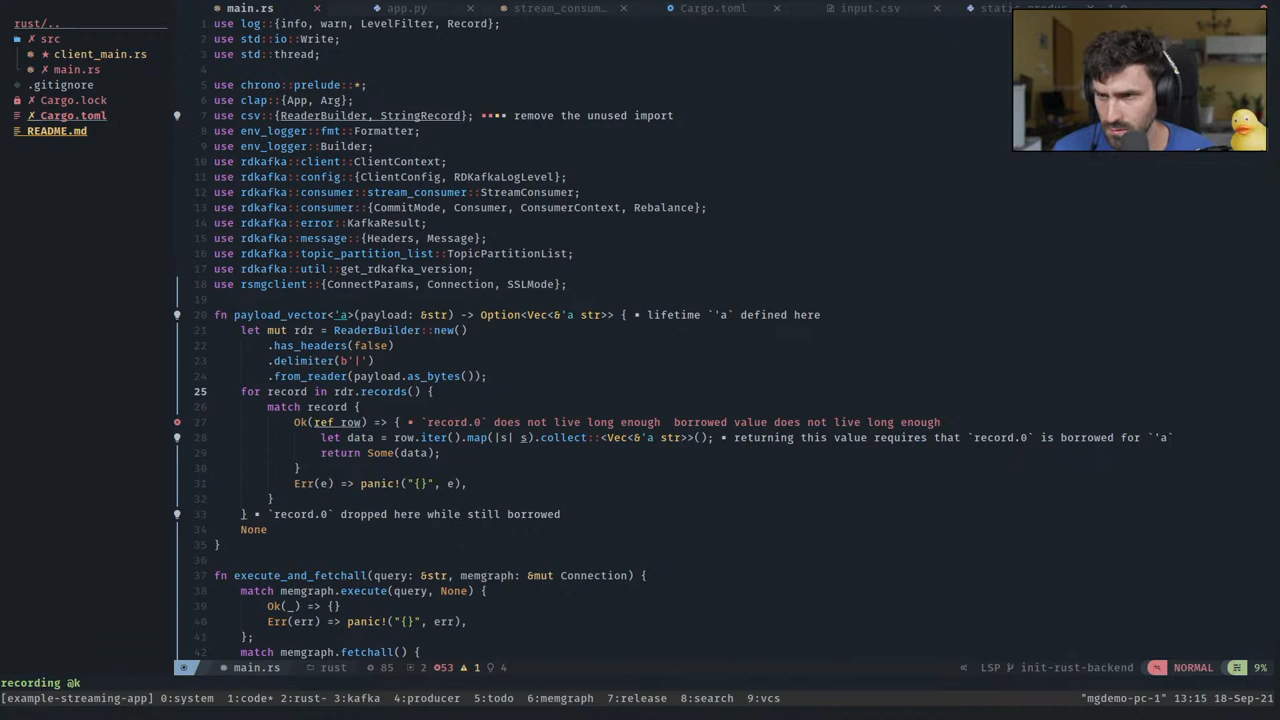 main.rs ✗ app.py ✗ stream_consum… ✗ Cargo.toml ✗ input.csv ✗
rust/..
src
★ client_main.rs
✗ main.rs
.gitignore
✗ Cargo.lock
✗ Cargo.toml
README.md
1 use log::{info, warn, LevelFilter, Record};
2 use std::io::Write;
3 use std::thread;
4
5 use chrono::prelude::*;
6 use clap::{App, Arg};
7 use csv::{ReaderBuilder, StringRecord}; ▪▪▪▪ remove the unused import
8 use env_logger::fmt::Formatter;
9 use env_logger::Builder;
10 use rdkafka::client::ClientContext;
11 use rdkafka::config::{ClientConfig, RDKafkaLogLevel};
12 use rdkafka::consumer::stream_consumer::StreamConsumer;
13 use rdkafka::consumer::{CommitMode, Consumer, ConsumerContext, Rebalance};
14 use rdkafka::error::KafkaResult;
15 use rdkafka::message::{Headers, Message};
16 use rdkafka::topic_partition_list::TopicPartitionList;
17 use rdkafka::util::get_rdkafka_version;
18 use rsmgclient::{ConnectParams, Connection, SSLMode};
19
20 fn payload_vector<'a>(payload: &str) -> Option<Vec<&'a str>> { ▪ lifetime `'a` defined here
21 let mut rdr = ReaderBuilder::new()
22 .has_headers(false)
23 .delimiter(b'|')
24 .from_reader(payload.as_bytes());
25 for record in rdr.records() {
26 match record {
27 Ok(ref row) => { ▪ `record.0` does not live long enough borrowed value does not live long enough
28 let data = row.iter().map(|s| s).collect::<Vec<&'a str>>(); ▪ returning this value requires that `record.0` is borrowed for `'a`
29 return Some(data);
30 }
31 Err(e) => panic!("{}", e),
32 }
33 } ▪ `record.0` dropped here while still borrowed
34 None
35 }
36
37 fn execute_and_fetchall(query: &str, memgraph: &mut Connection) {
38 match memgraph.execute(query, None) {
39 Ok(_) => {}
40 Err(err) => panic!("{}", err),
41 };
42 match memgraph.fetchall() {
main.rs rust 85 2 53 1 4 LSP init-rust-backend NORMAL 9%
recording @k
[example-streaming-app] 0:system 1:code* 2:rust- 3:kafka 4:producer 5:todo 6:memgraph 7:release 8:search 9:vcs "mgdemo-pc-1" 13:15 18-Sep-21